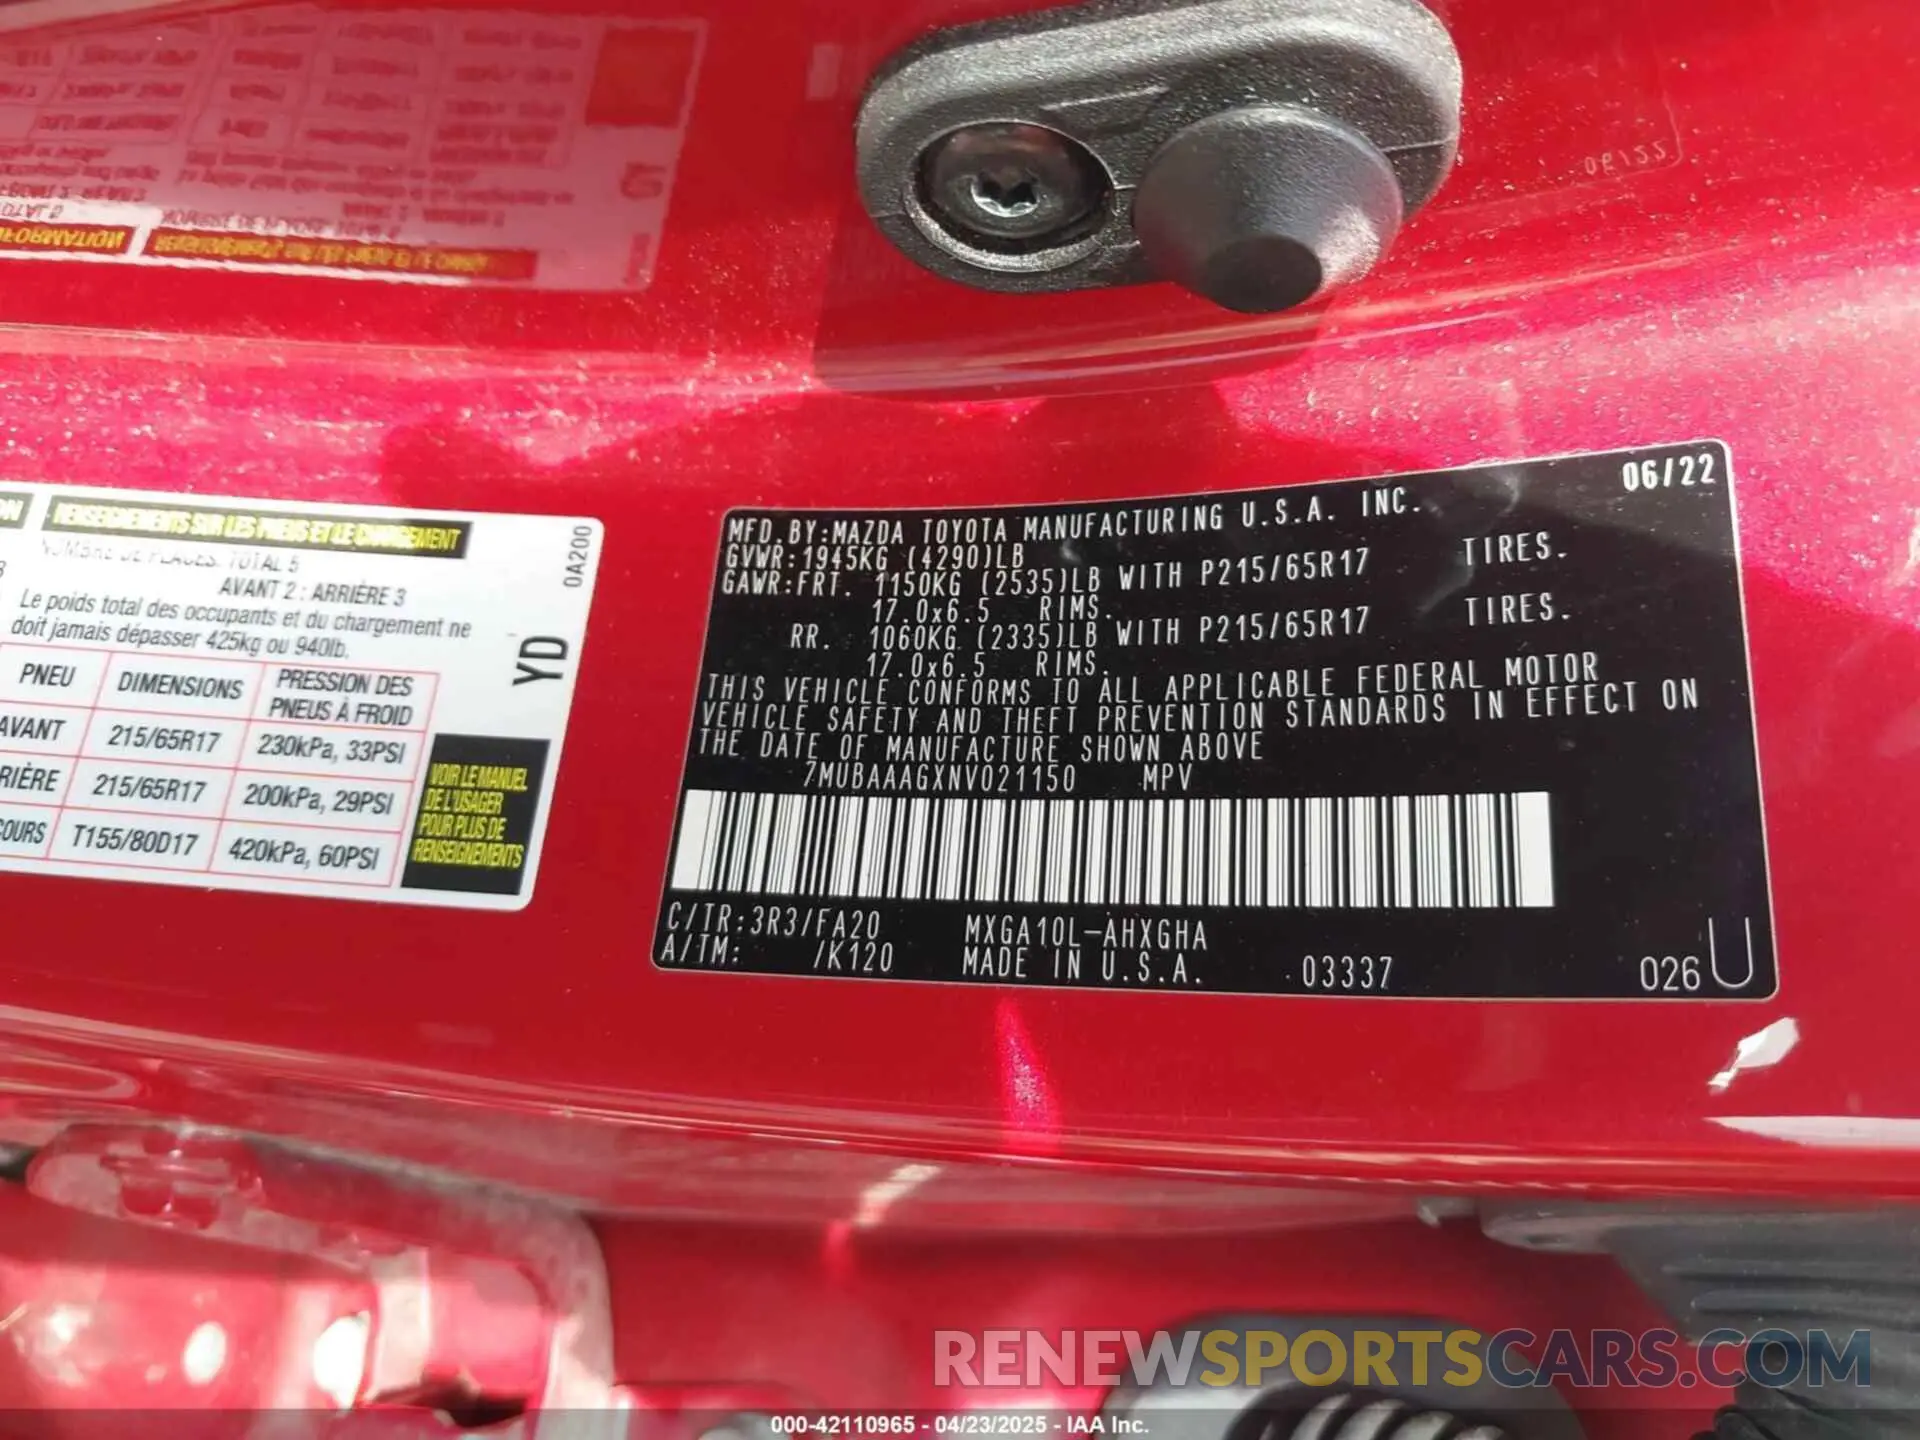 06/22
MFD.BY:MAZDA TOYOTA MANUFACTURING U.S.A. INC.
GVWR:1945KG (4290)LB
GAWR:FRT. 1150KG (2535)LB WITH P215/65R17 TIRES.
17.0x6.5 RIMS.
RR. 1060KG (2335)LB WITH P215/65R17 TIRES.
17.0x6.5 RIMS.
THIS VEHICLE CONFORMS TO ALL APPLICABLE FEDERAL MOTOR
VEHICLE SAFETY AND THEFT PREVENTION STANDARDS IN EFFECT ON
THE DATE OF MANUFACTURE SHOWN ABOVE
7MUBAAAGXNV021150 MPV
C/TR:3R3/FA20 MXGA10L-AHXGHA
A/TM: /K120 MADE IN U.S.A. 03337 026 U
RENSEIGNEMENTS SUR LES PNEUS ET LE CHARGEMENT
NOMBRE DE PLACES: TOTAL 5
AVANT 2 : ARRIÈRE 3
Le poids total des occupants et du chargement ne
doit jamais dépasser 425kg ou 940lb.
0A200
YD
PNEU DIMENSIONS PRESSION DES
PNEUS À FROID
AVANT 215/65R17 230kPa, 33PSI
RIÈRE 215/65R17 200kPa, 29PSI
COURS T155/80D17 420kPa, 60PSI
VOIR LE MANUEL
DE L'USAGER
POUR PLUS DE
RENSEIGNEMENTS
RENEWSPORTSCARS.COM
000-42110965 - 04/23/2025 - IAA Inc.